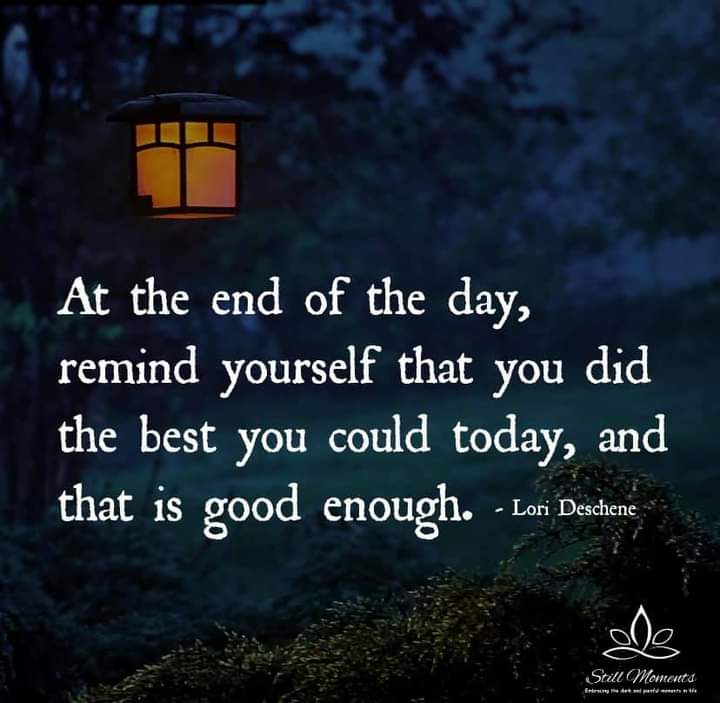 At the end of the day,
remind yourself that you did
the best you could today, and
that is good enough. - Lori Deschene
Still Moments
Embracing the dark and painful moments in life